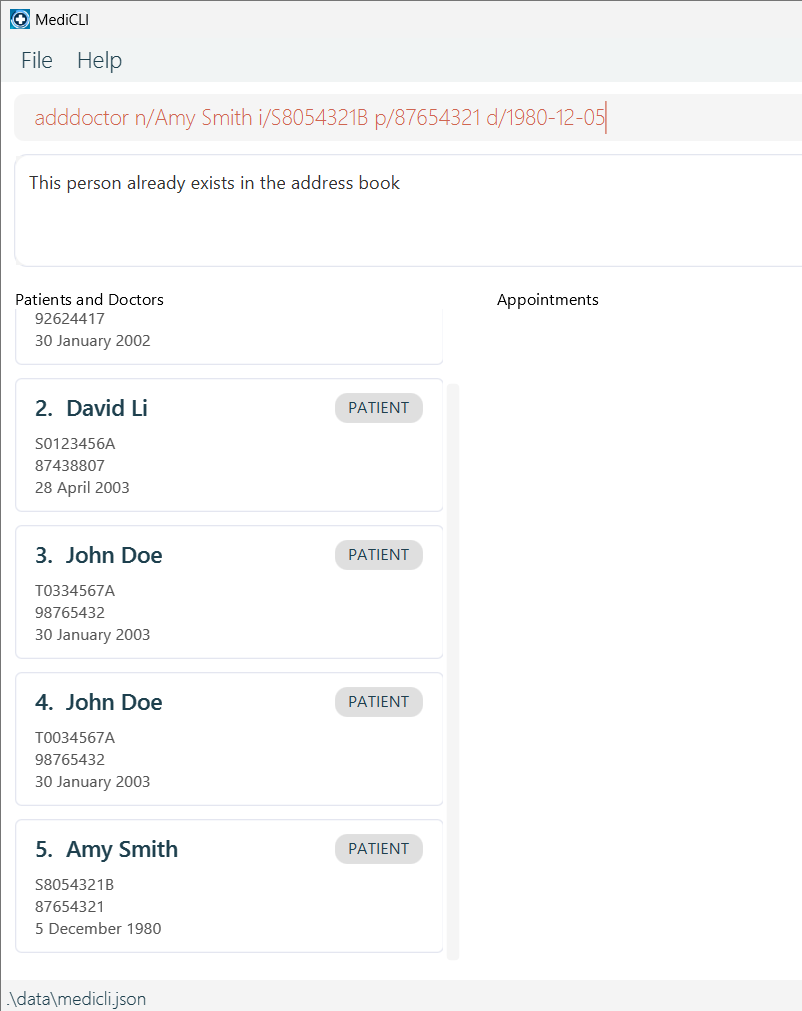 MediCLI
File Help
adddoctor n/Amy Smith i/S8054321B p/87654321 d/1980-12-05
This person already exists in the address book
Patients and Doctors
Appointments
92624417
30 January 2002
2. David Li
PATIENT
S0123456A
87438807
28 April 2003
3. John Doe
PATIENT
T0334567A
98765432
30 January 2003
4. John Doe
PATIENT
T0034567A
98765432
30 January 2003
5. Amy Smith
PATIENT
S8054321B
87654321
5 December 1980
.\data\medicli.json